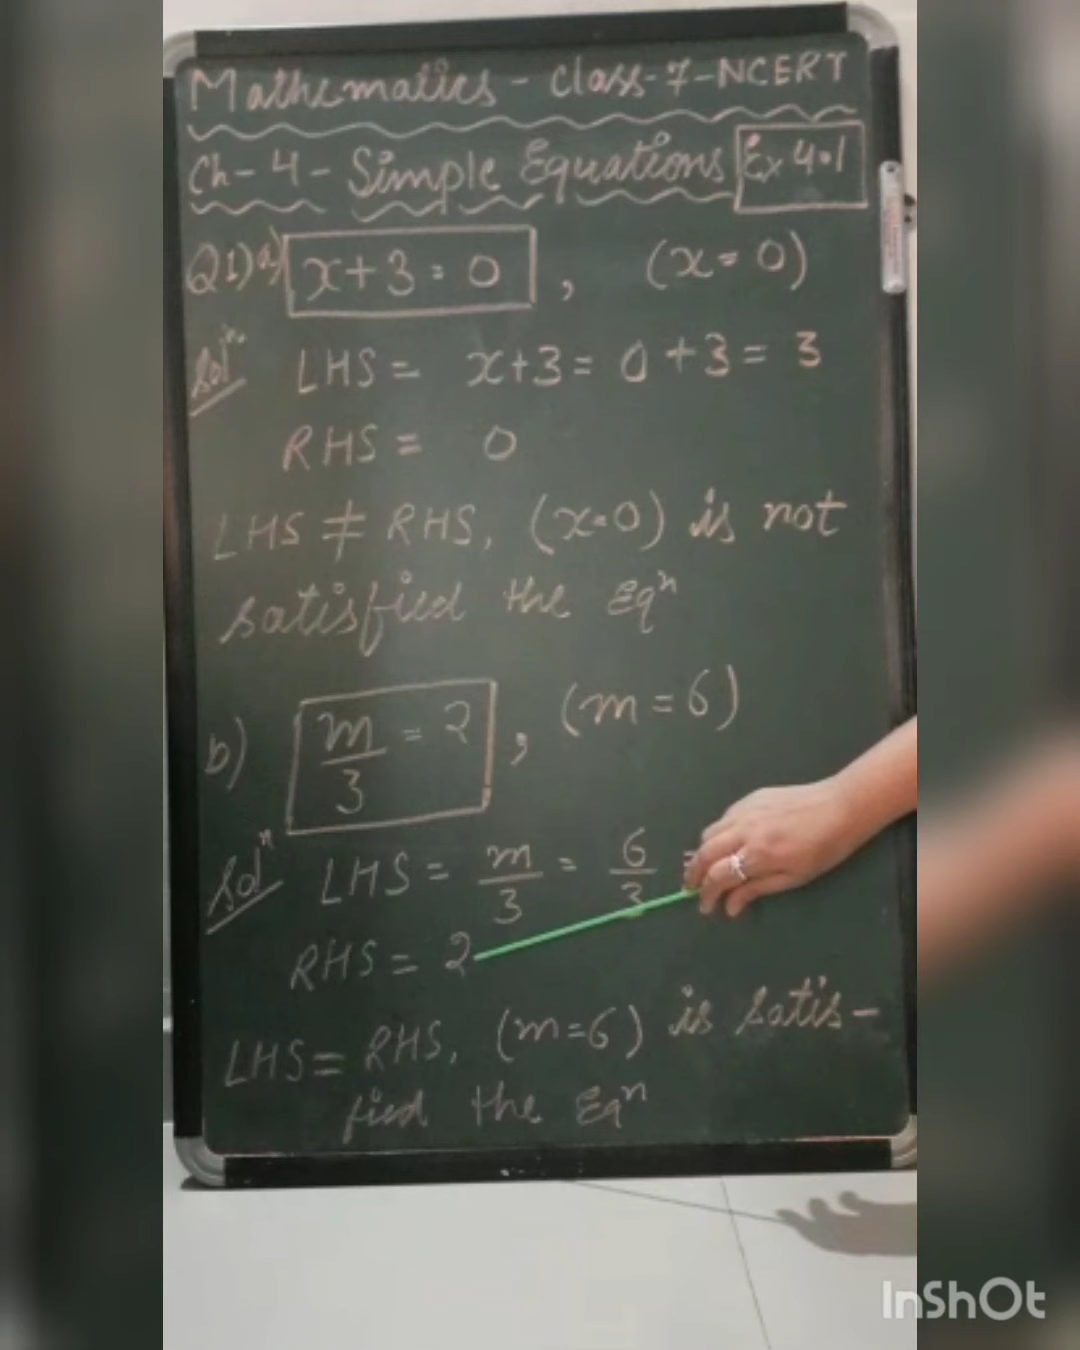 Mathematics - Class-7-NCERT
Ch-4-Simple Equations Ex 4.1
Q1)a) x+3=0, (x=0)
Solⁿ LHS = x+3 = 0+3 = 3
RHS = 0
LHS ≠ RHS, (x=0) is not
satisfied the Eqⁿ
b) m/3 = 2, (m=6)
Solⁿ LHS = m/3 = 6/3 =
RHS = 2
LHS = RHS, (m=6) is satis-
fied the Eqⁿ
InShOt